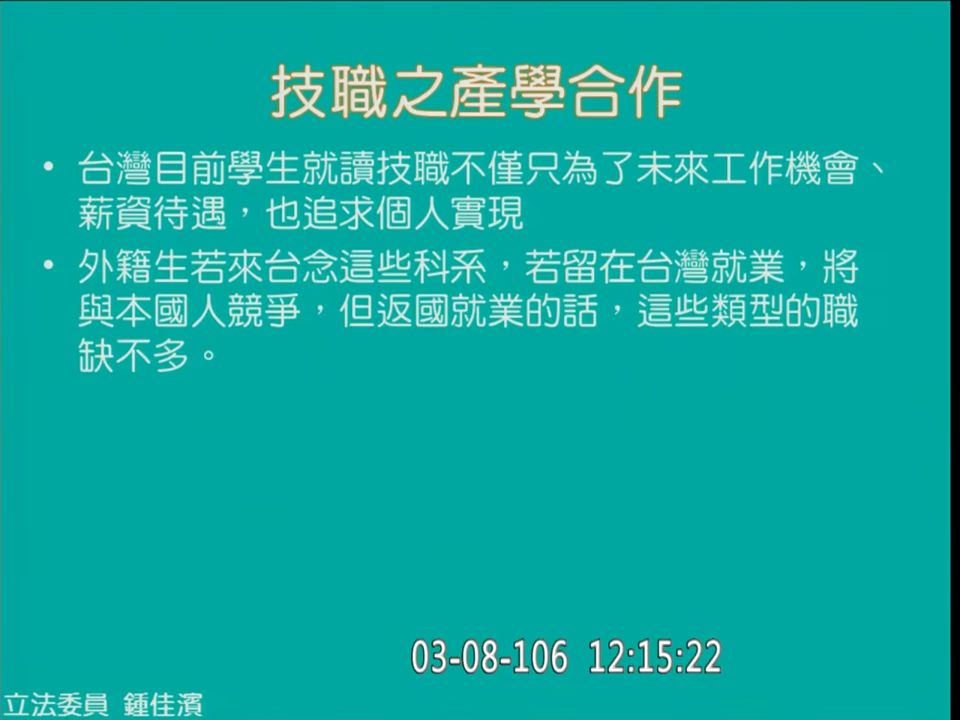 技職之產學合作
• 台灣目前學生就讀技職不僅只為了未來工作機會、
薪資待遇，也追求個人實現
• 外籍生若來台念這些科系，若留在台灣就業，將
與本國人競爭，但返國就業的話，這些類型的職
缺不多。
03-08-106 12:15:22
立法委員 鍾佳濱